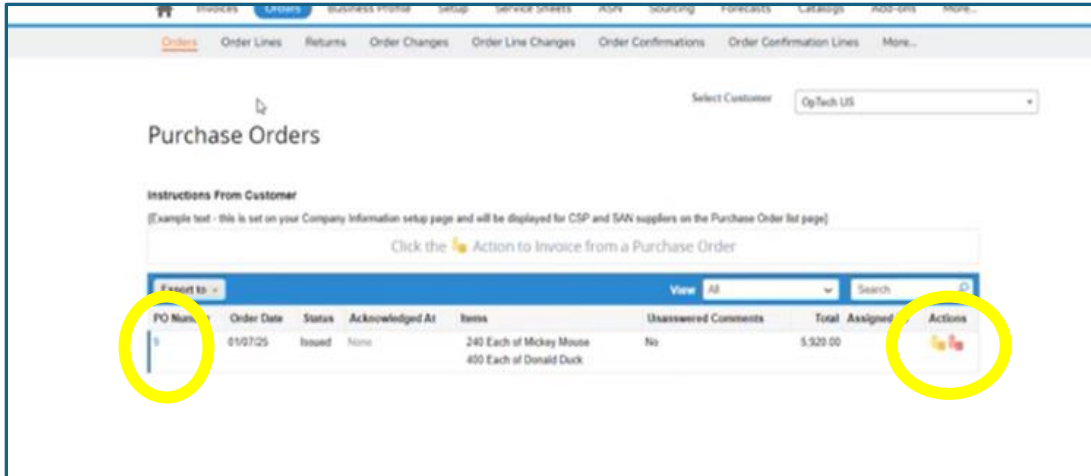 Invoices Orders Business Profile Setup Service Sheets ASN Sourcing Forecasts Catalogs Add-ons More...
Orders Order Lines Returns Order Changes Order Line Changes Order Confirmations Order Confirmation Lines More...
Select Customer OpTech US
Purchase Orders
Instructions From Customer
[Example text - this is set on your Company Information setup page and will be displayed for CSP and SAN suppliers on the Purchase Order list page]
Click the Action to Invoice from a Purchase Order
Export to View All Search
PO Number Order Date Status Acknowledged At Items Unanswered Comments Total Assigned Actions
01/07/25 Issued None 240 Each of Mickey Mouse No 5,920.00
400 Each of Donald Duck